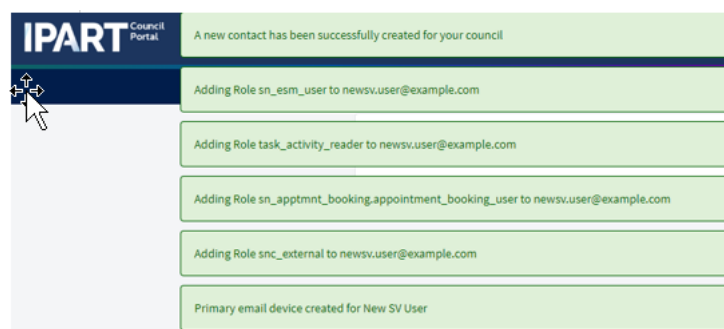 IPART Council
Portal
A new contact has been successfully created for your council
Adding Role sn_esm_user to newsv.user@example.com
Adding Role task_activity_reader to newsv.user@example.com
Adding Role sn_apptmnt_booking.appointment_booking_user to newsv.user@example.com
Adding Role snc_external to newsv.user@example.com
Primary email device created for New SV User